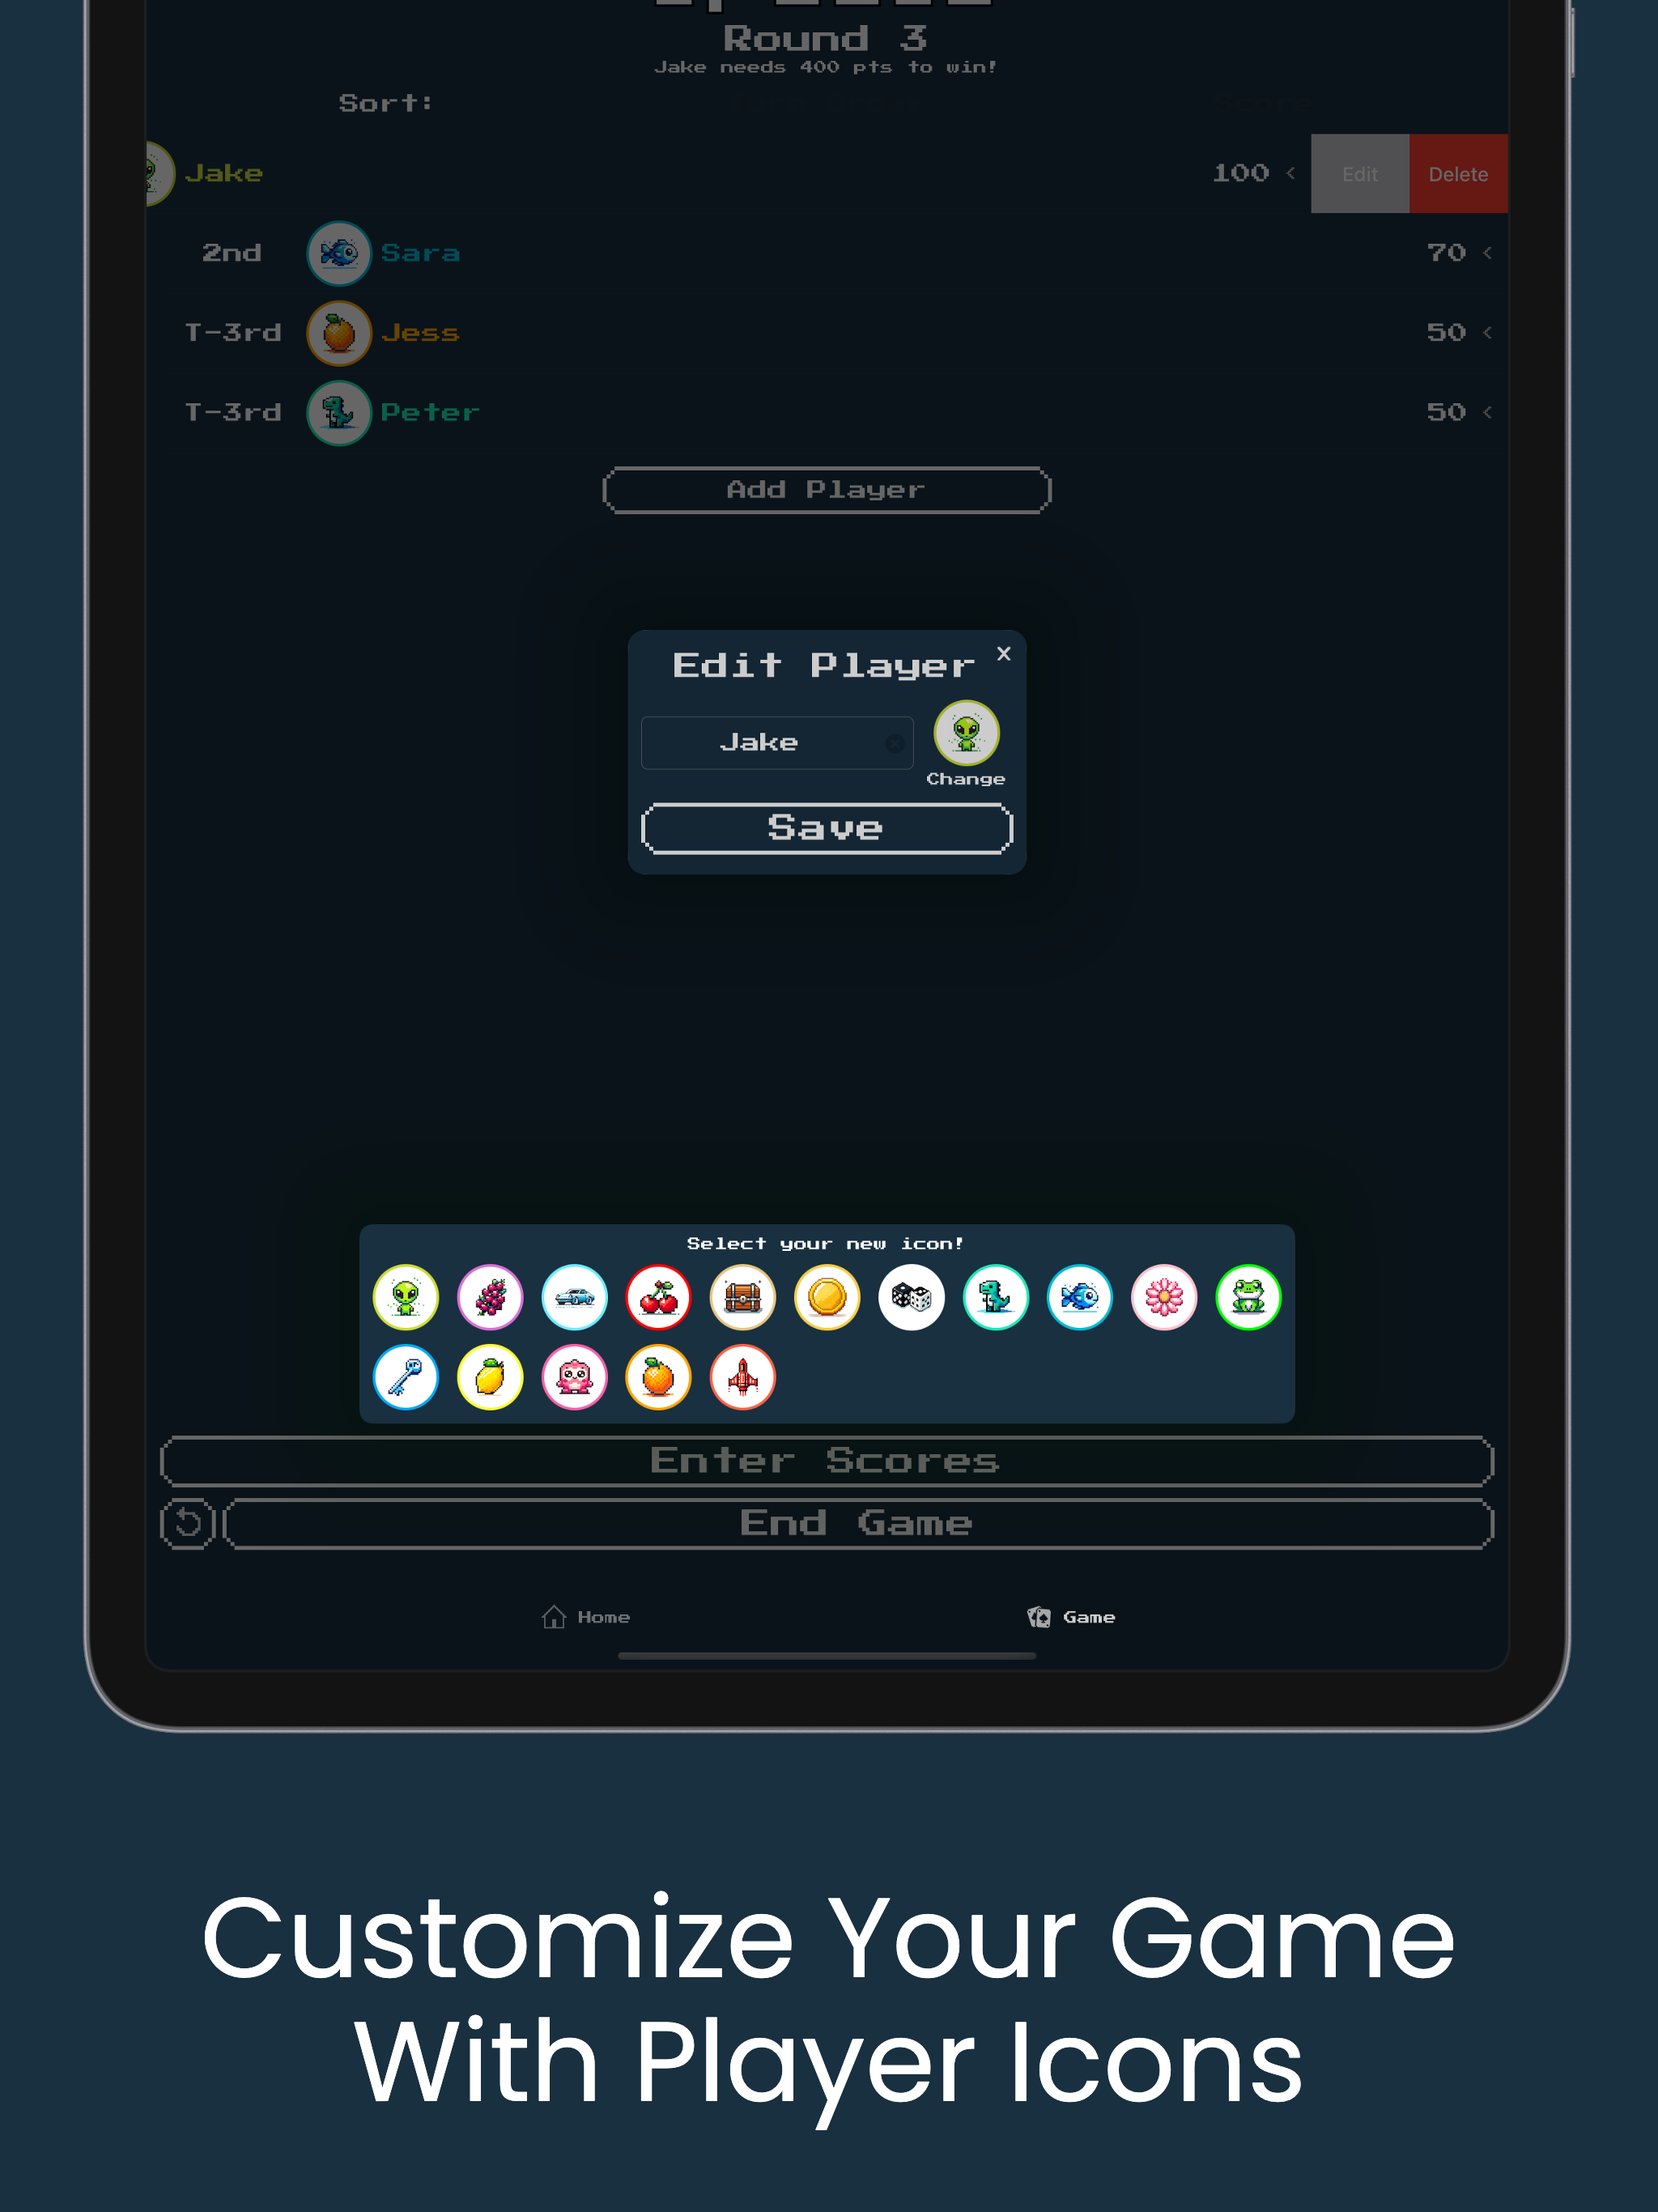 Round 3
Jake needs 400 pts to win!
Sort:
Jake 100 < Edit Delete
2nd Sara 70 <
T-3rd Jess 50 <
T-3rd Peter 50 <
Add Player
Edit Player x
Jake
Change
Save
Select your new icon!
Enter Scores
End Game
Home Game
Customize Your Game
With Player Icons